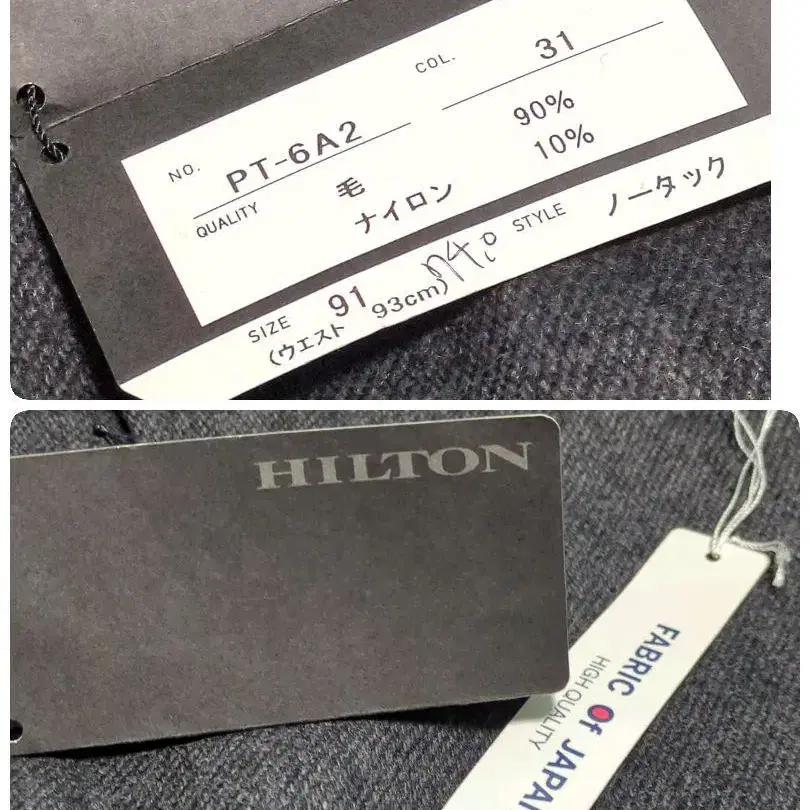 NO. PT-6A2 COL. 31
QUALITY 毛 90%
ナイロン 10%
SIZE 91 STYLE ノータック
(ウエスト 93cm)
HILTON
FABRIC Of JAPAN
HIGH QUALITY